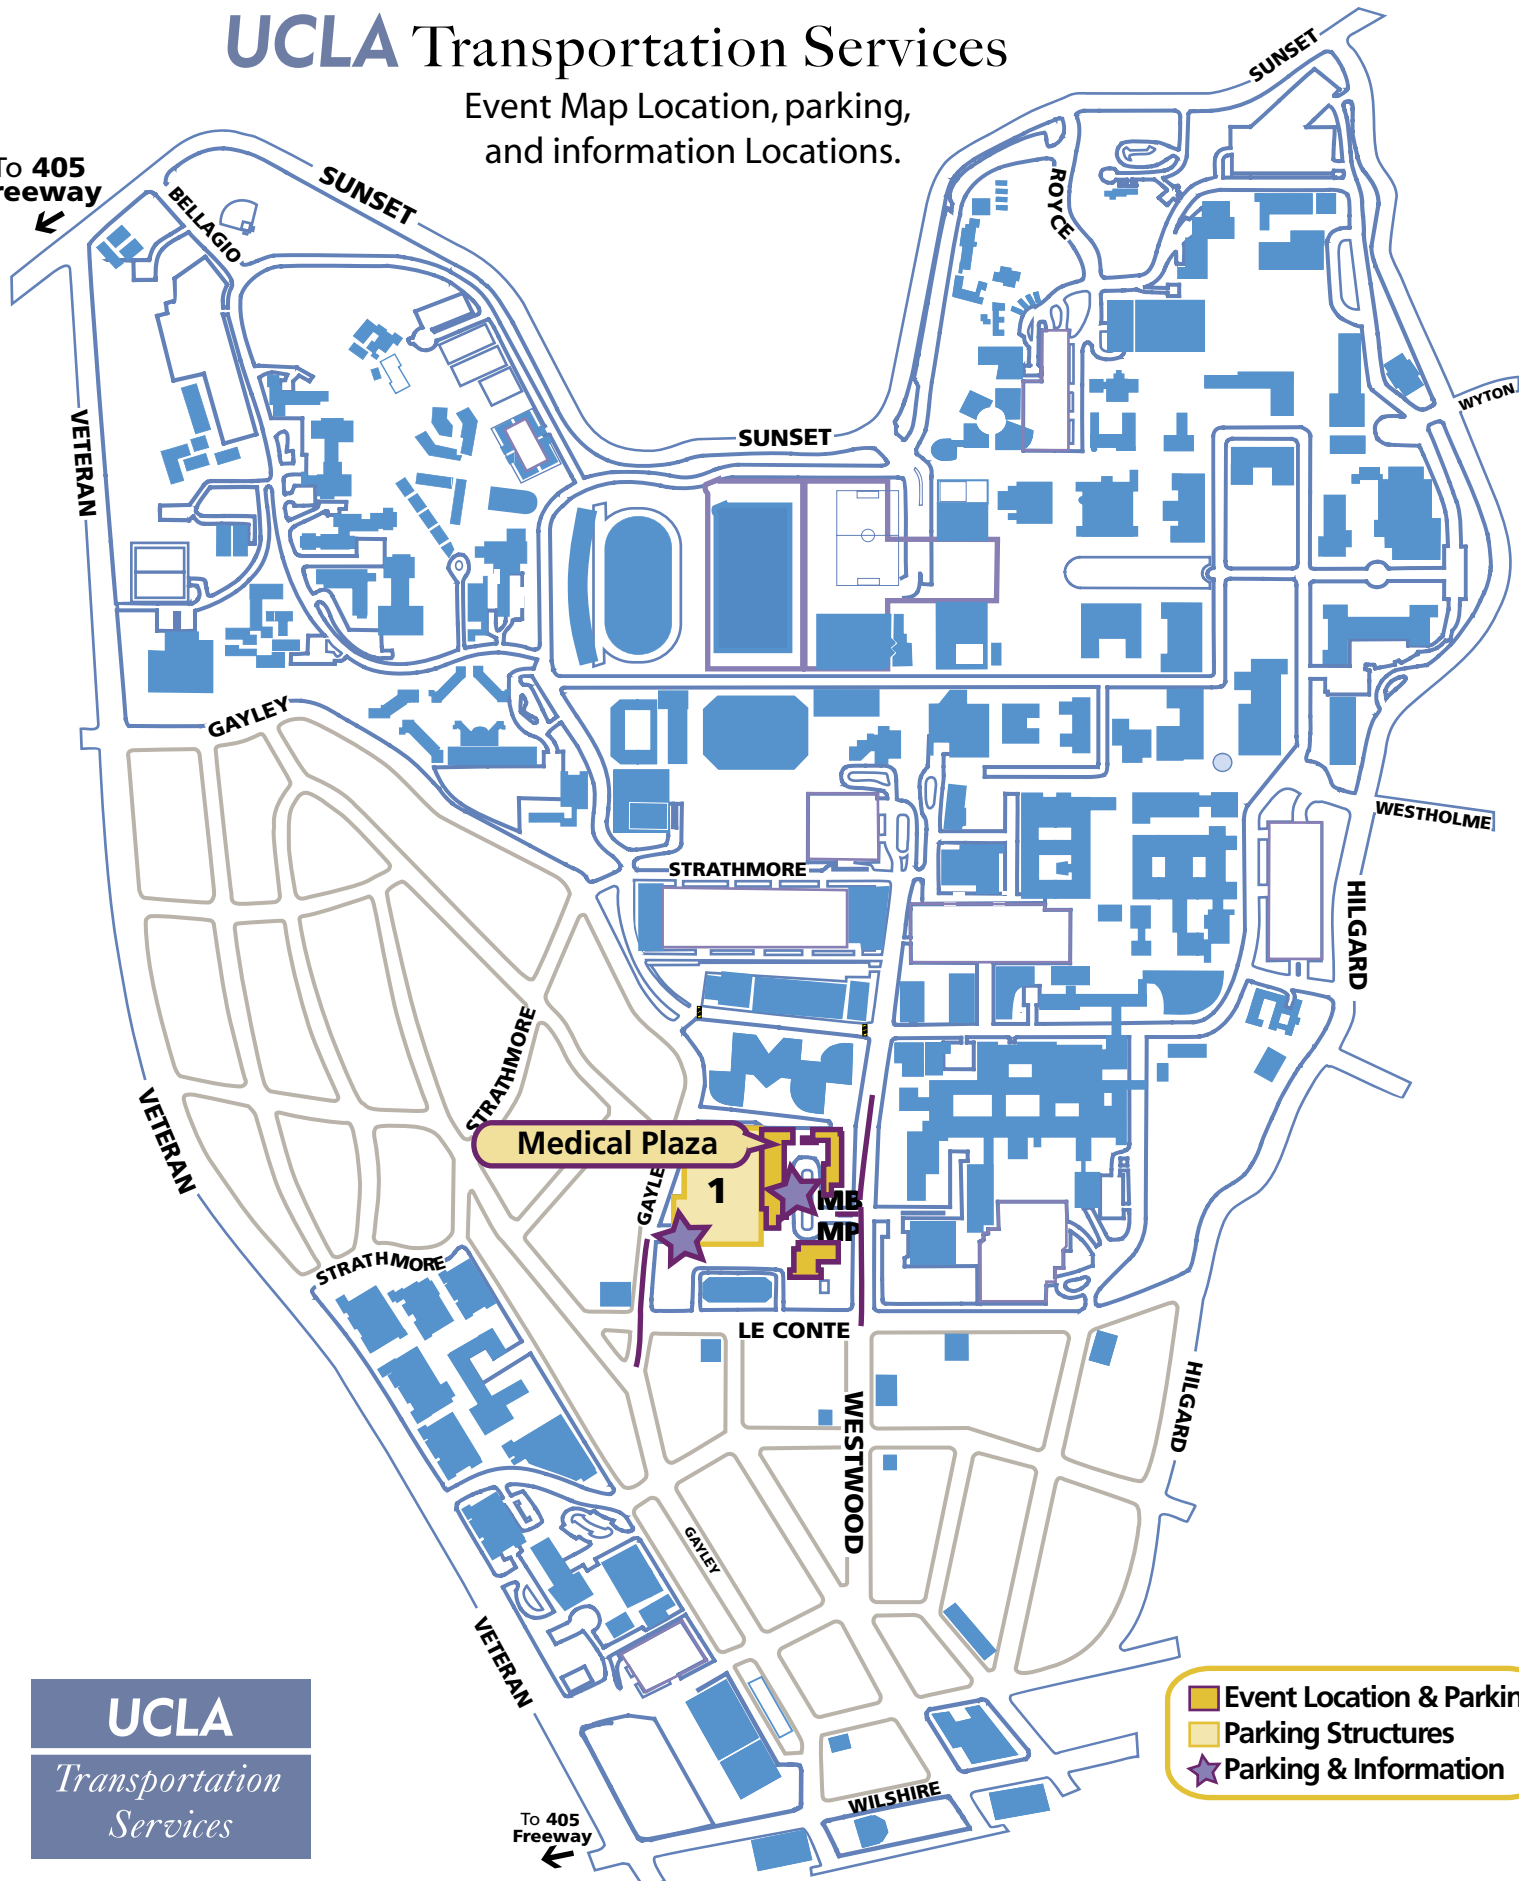 UCLA Transportation Services
Event Map Location, parking,
and information Locations.
SUNSET
To 405
reeway
SUNSET
BELLAGIO
ROYCE
VETERAN
SUNSET
WYTON
GAYLEY
WESTHOLME
STRATHMORE
HILGARD
STRATHMORE
VETERAN
Medical Plaza
1
GAYLE
MB
MP
STRATHMORE
LE CONTE
HILGARD
WESTWOOD
GAYLEY
VETERAN
UCLA
Transportation
Services
Event Location & Parkin
Parking Structures
Parking & Information
WILSHIRE
To 405
Freeway